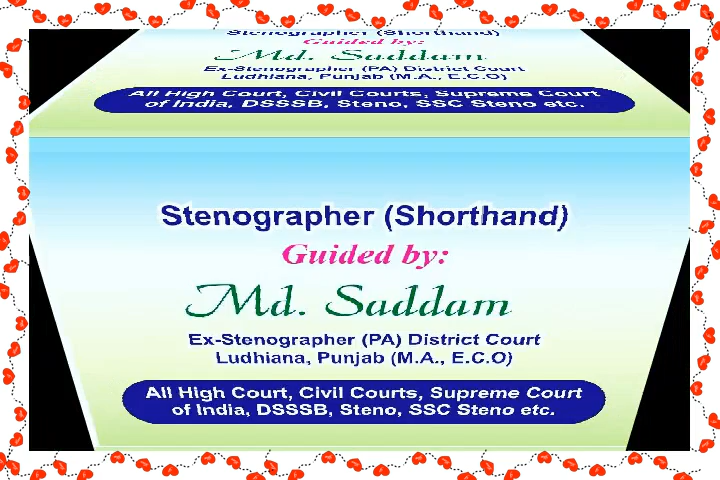 Stenographer (Shorthand)
Guided by:
Md. Saddam
Ex-Stenographer (PA) District Court
Ludhiana, Punjab (M.A., E.C.O)
All High Court, Civil Courts, Supreme Court
of India, DSSSB, Steno, SSC Steno etc.
Stenographer (Shorthand)
Guided by:
Md. Saddam
Ex-Stenographer (PA) District Court
Ludhiana, Punjab (M.A., E.C.O)
All High Court, Civil Courts, Supreme Court
of India, DSSSB, Steno, SSC Steno etc.